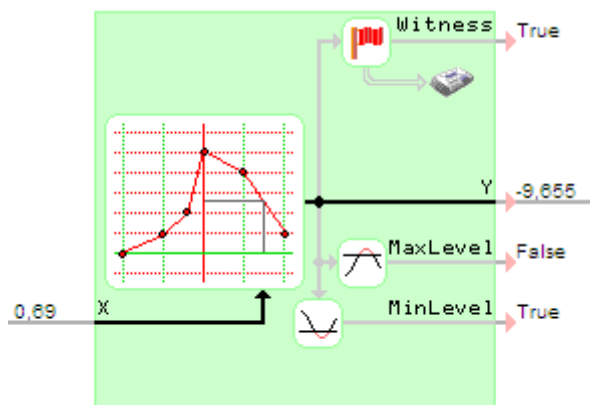 Witness
True
Y
-9,655
MaxLevel
False
0,69
X
MinLevel
True